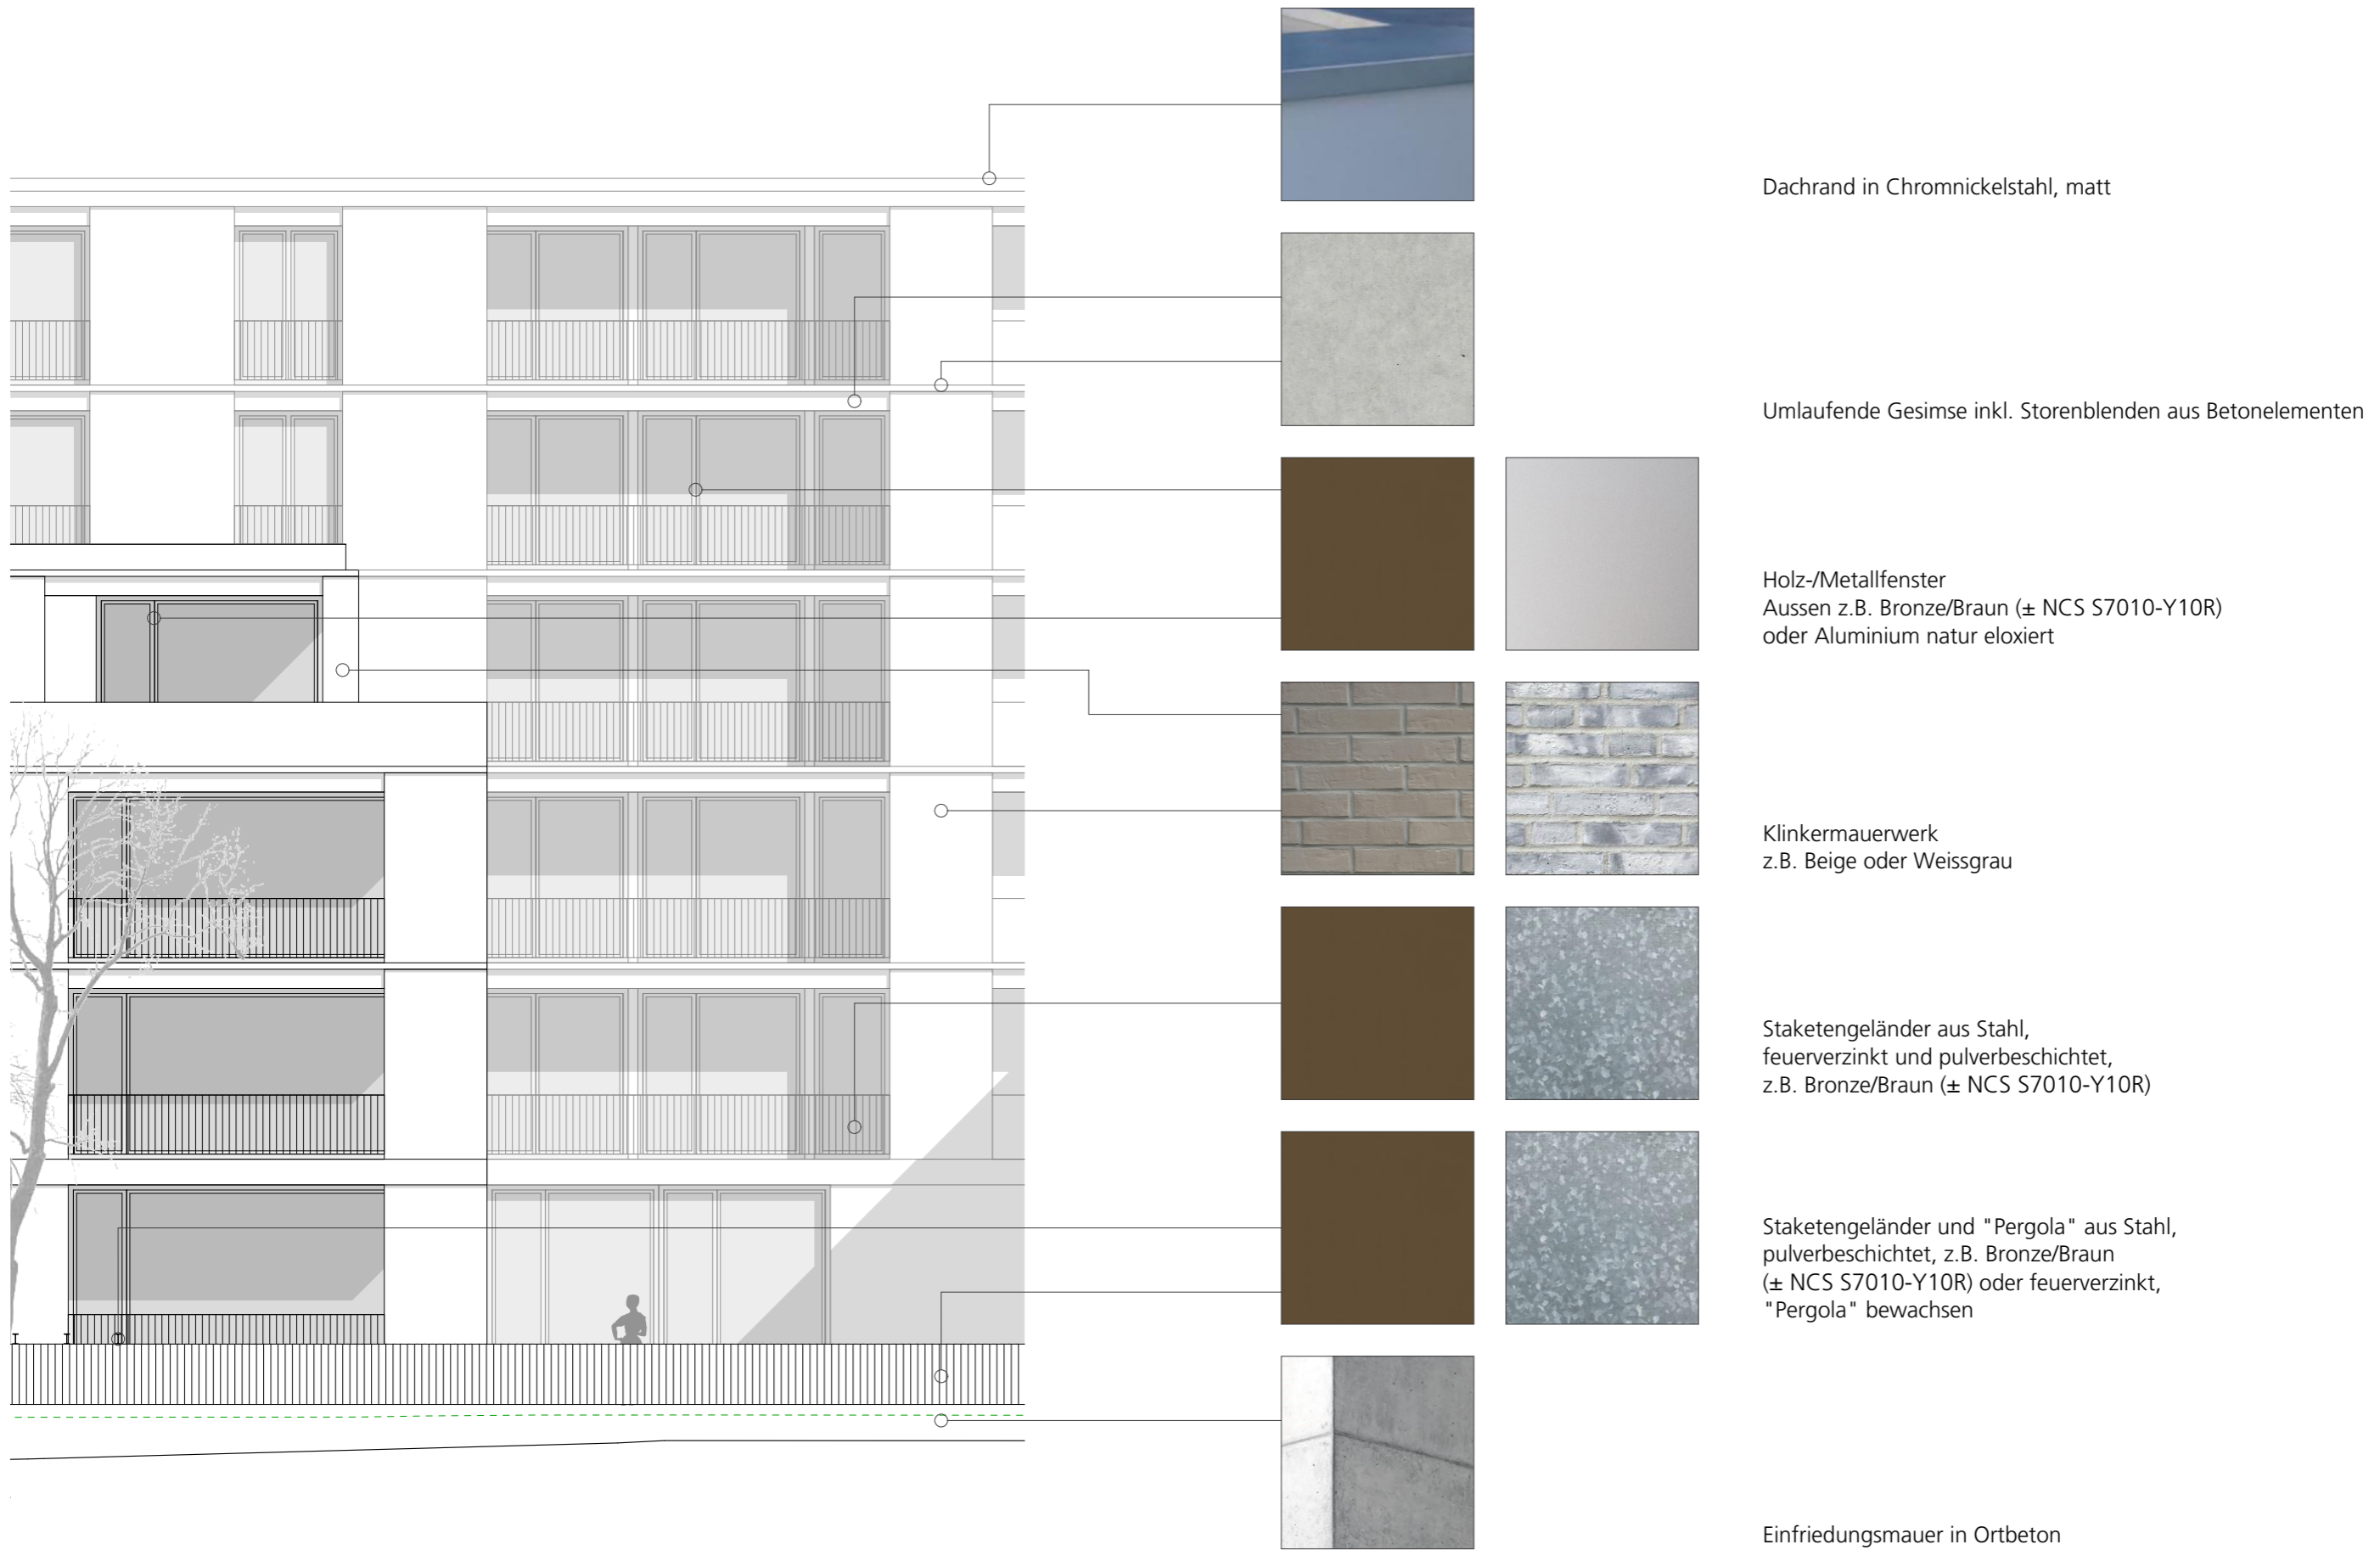 Dachrand in Chromnickelstahl, matt
Umlaufende Gesimse inkl. Storenblenden aus Betonelementen
Holz-/Metallfenster
Aussen z.B. Bronze/Braun (± NCS S7010-Y10R)
oder Aluminium natur eloxiert
Klinkermauerwerk
z.B. Beige oder Weissgrau
Staketengeländer aus Stahl,
feuerverzinkt und pulverbeschichtet,
z.B. Bronze/Braun (± NCS S7010-Y10R)
Staketengeländer und "Pergola" aus Stahl,
pulverbeschichtet, z.B. Bronze/Braun
(± NCS S7010-Y10R) oder feuerverzinkt,
"Pergola" bewachsen
Einfriedungsmauer in Ortbeton